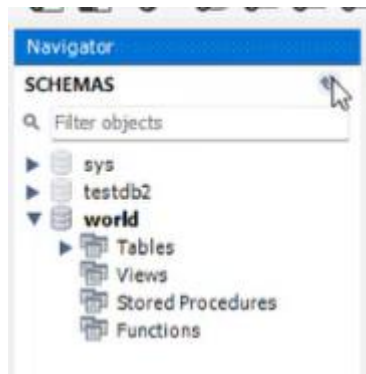 Navigator
SCHEMAS
Filter objects
sys
testdb2
world
Tables
Views
Stored Procedures
Functions